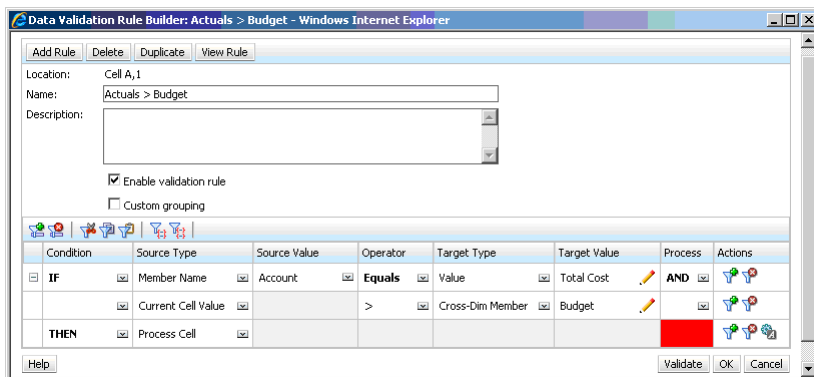 Data Validation Rule Builder: Actuals > Budget - Windows Internet Explorer
Add Rule Delete Duplicate View Rule
Location: Cell A,1
Name: Actuals > Budget
Description:
Enable validation rule
Custom grouping
Condition Source Type Source Value Operator Target Type Target Value Process Actions
IF Member Name Account Equals Value Total Cost AND
Current Cell Value > Cross-Dim Member Budget
THEN Process Cell
Help Validate OK Cancel